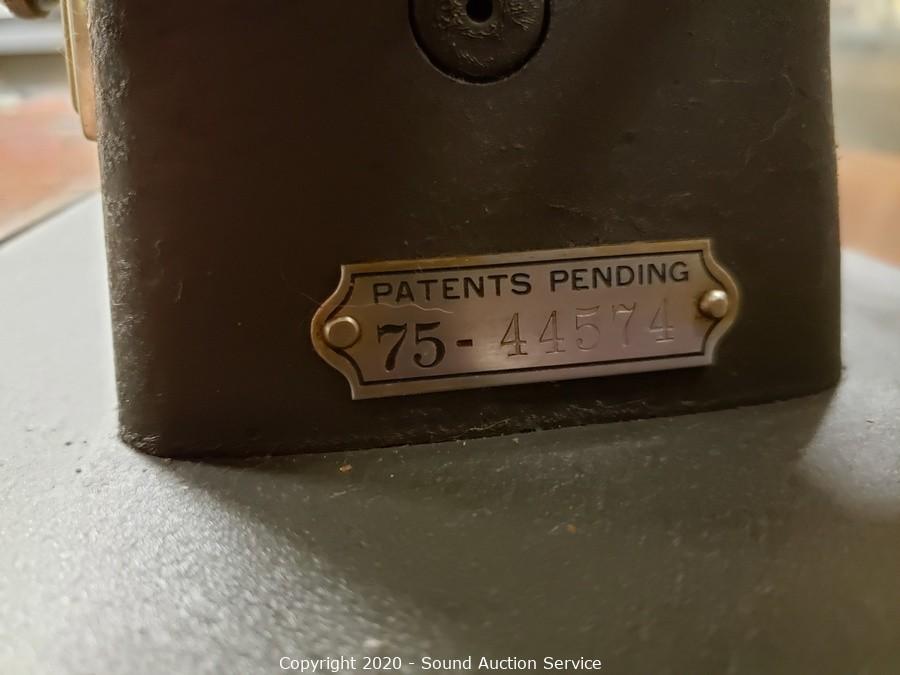 PATENTS PENDING
75-44574
Copyright 2020 - Sound Auction Service